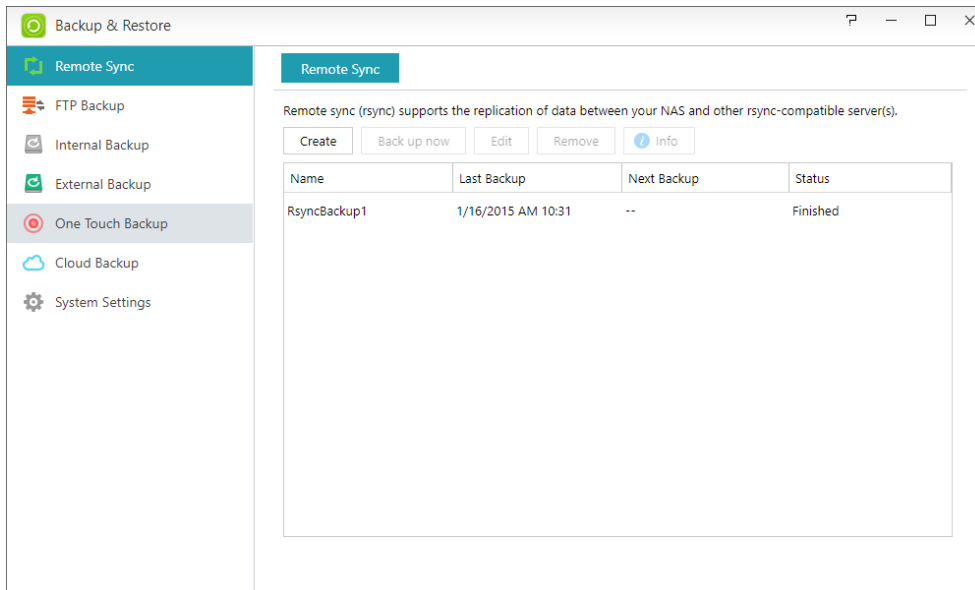 Backup & Restore
Remote Sync
FTP Backup
Internal Backup
External Backup
One Touch Backup
Cloud Backup
System Settings
Remote Sync
Remote sync (rsync) supports the replication of data between your NAS and other rsync-compatible server(s).
Create Back up now Edit Remove i Info
Name Last Backup Next Backup Status
RsyncBackup1 1/16/2015 AM 10:31 -- Finished